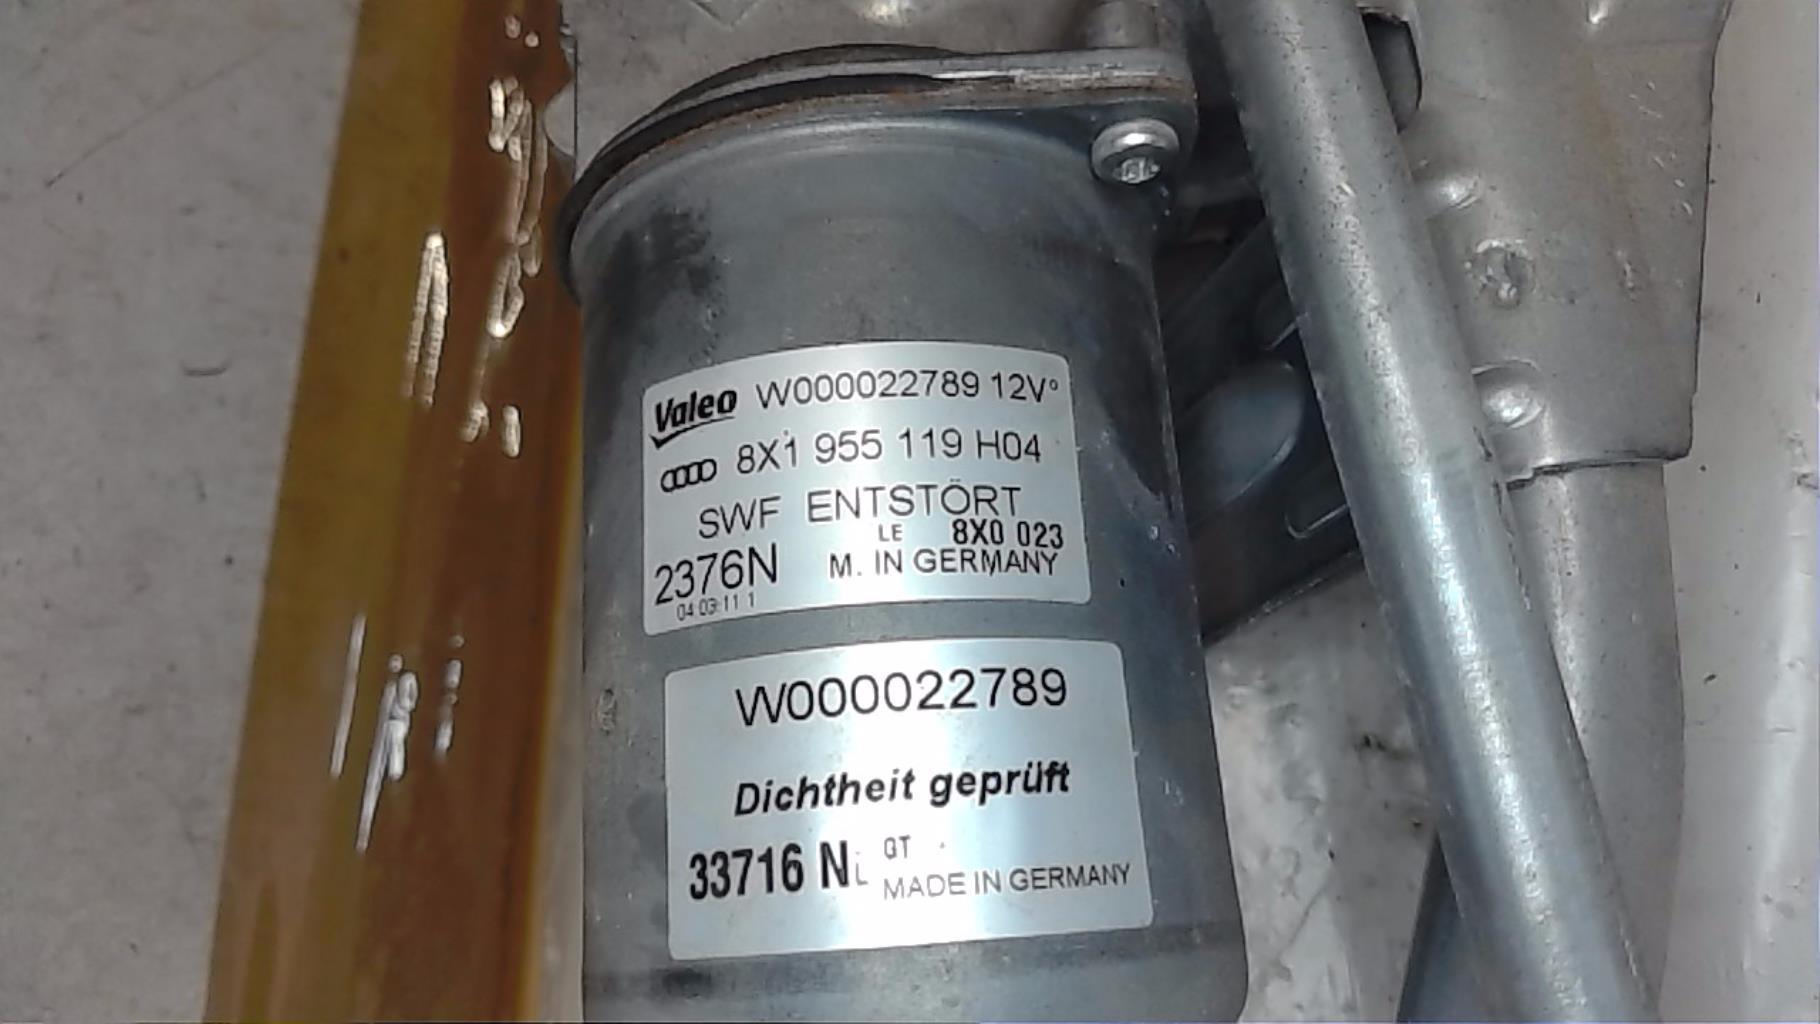 Valeo W000022789 12V°
8X1 955 119 H04
SWF ENTSTÖRT
LE 8X0 023
2376N M. IN GERMANY
04 03 11 1
W000022789
Dichtheit geprüft
33716 N GT
MADE IN GERMANY